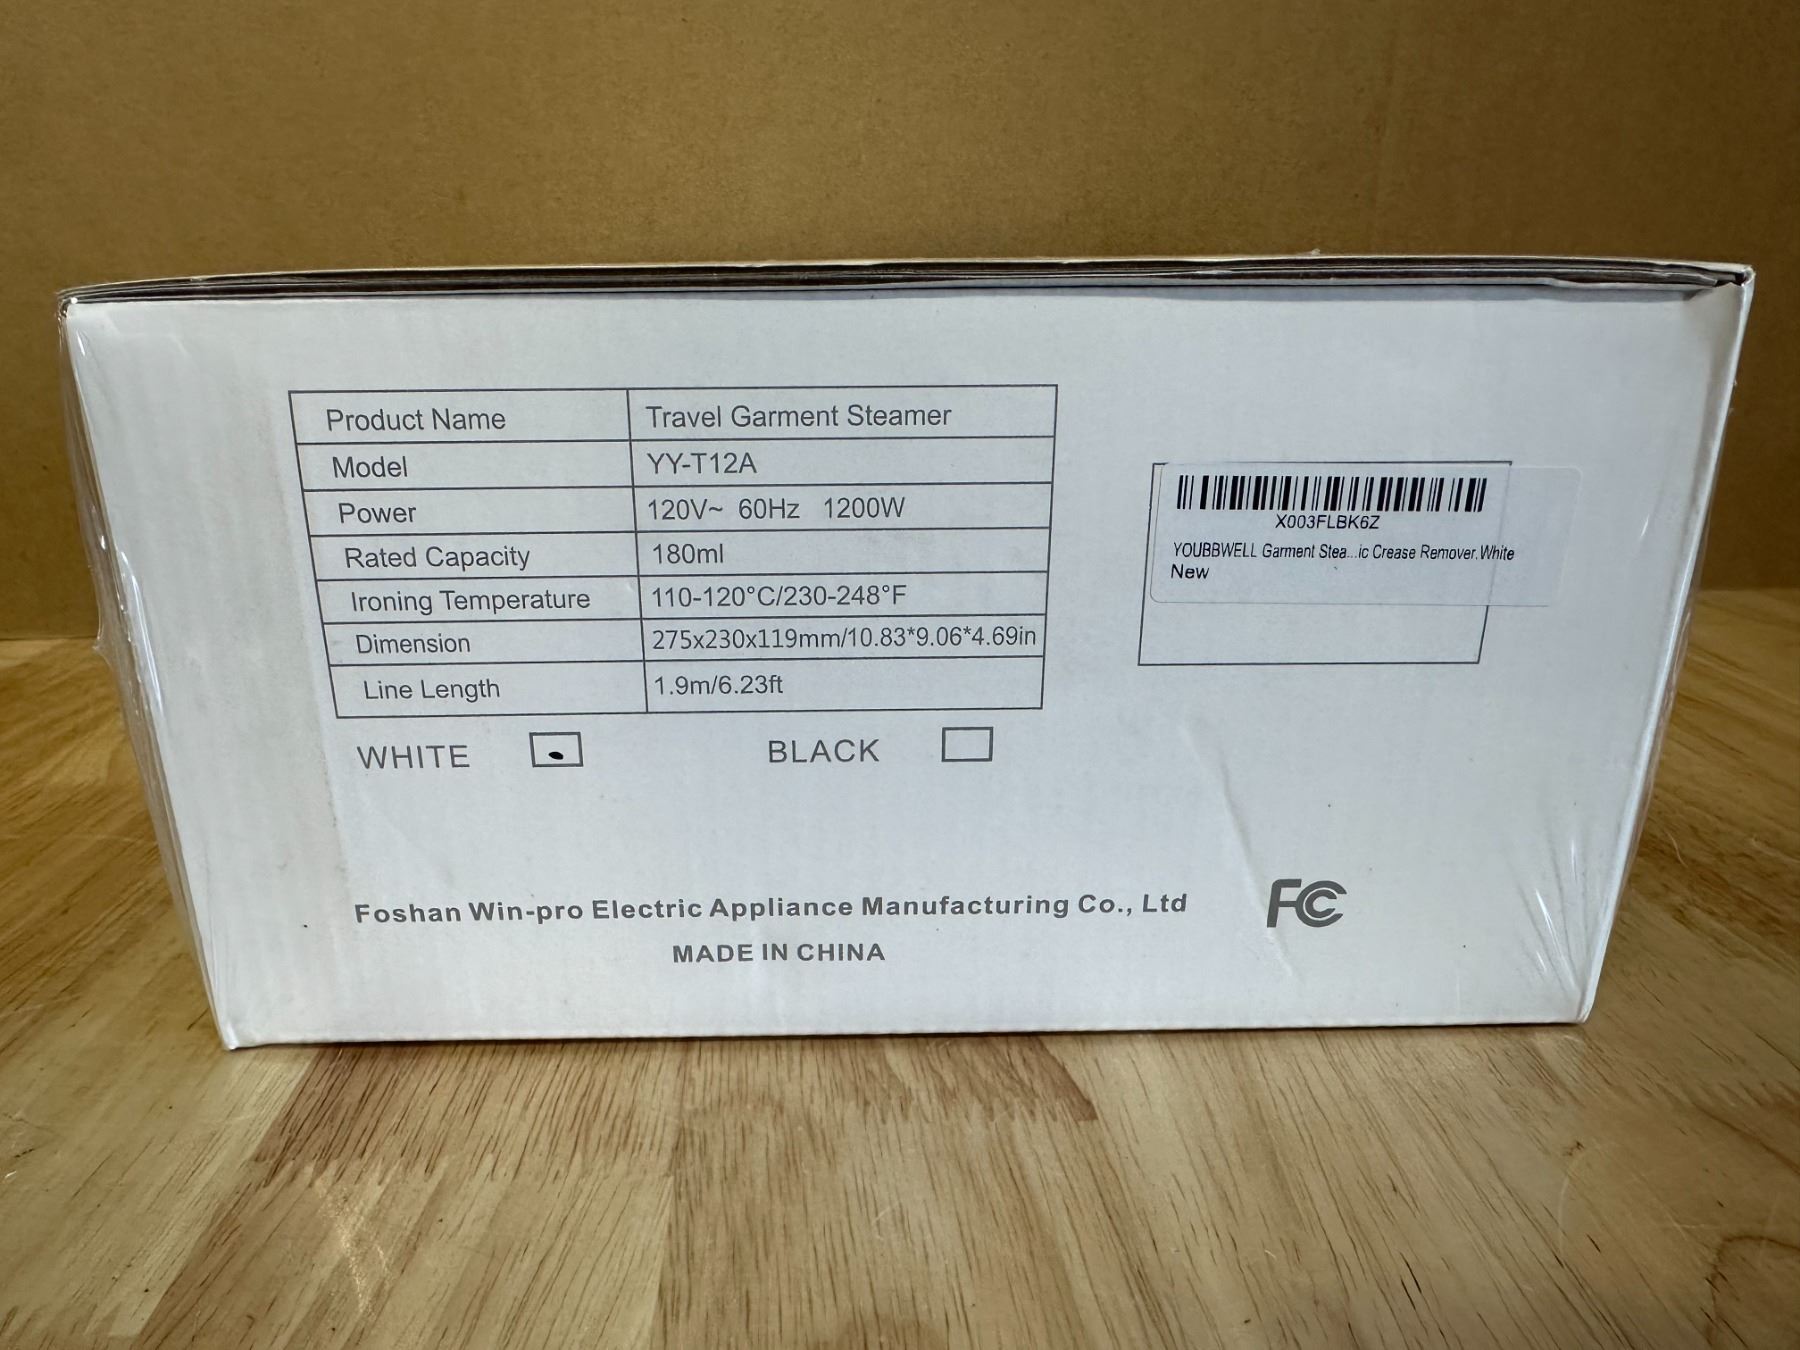 Product Name Travel Garment Steamer
Model YY-T12A
Power 120V~ 60Hz 1200W
Rated Capacity 180ml
Ironing Temperature 110-120°C/230-248°F
Dimension 275x230x119mm/10.83*9.06*4.69in
Line Length 1.9m/6.23ft
WHITE BLACK
X003FLBK6Z
YOUBBWELL Garment Stea...ic Crease Remover.White
New
Foshan Win-pro Electric Appliance Manufacturing Co., Ltd
FC
MADE IN CHINA